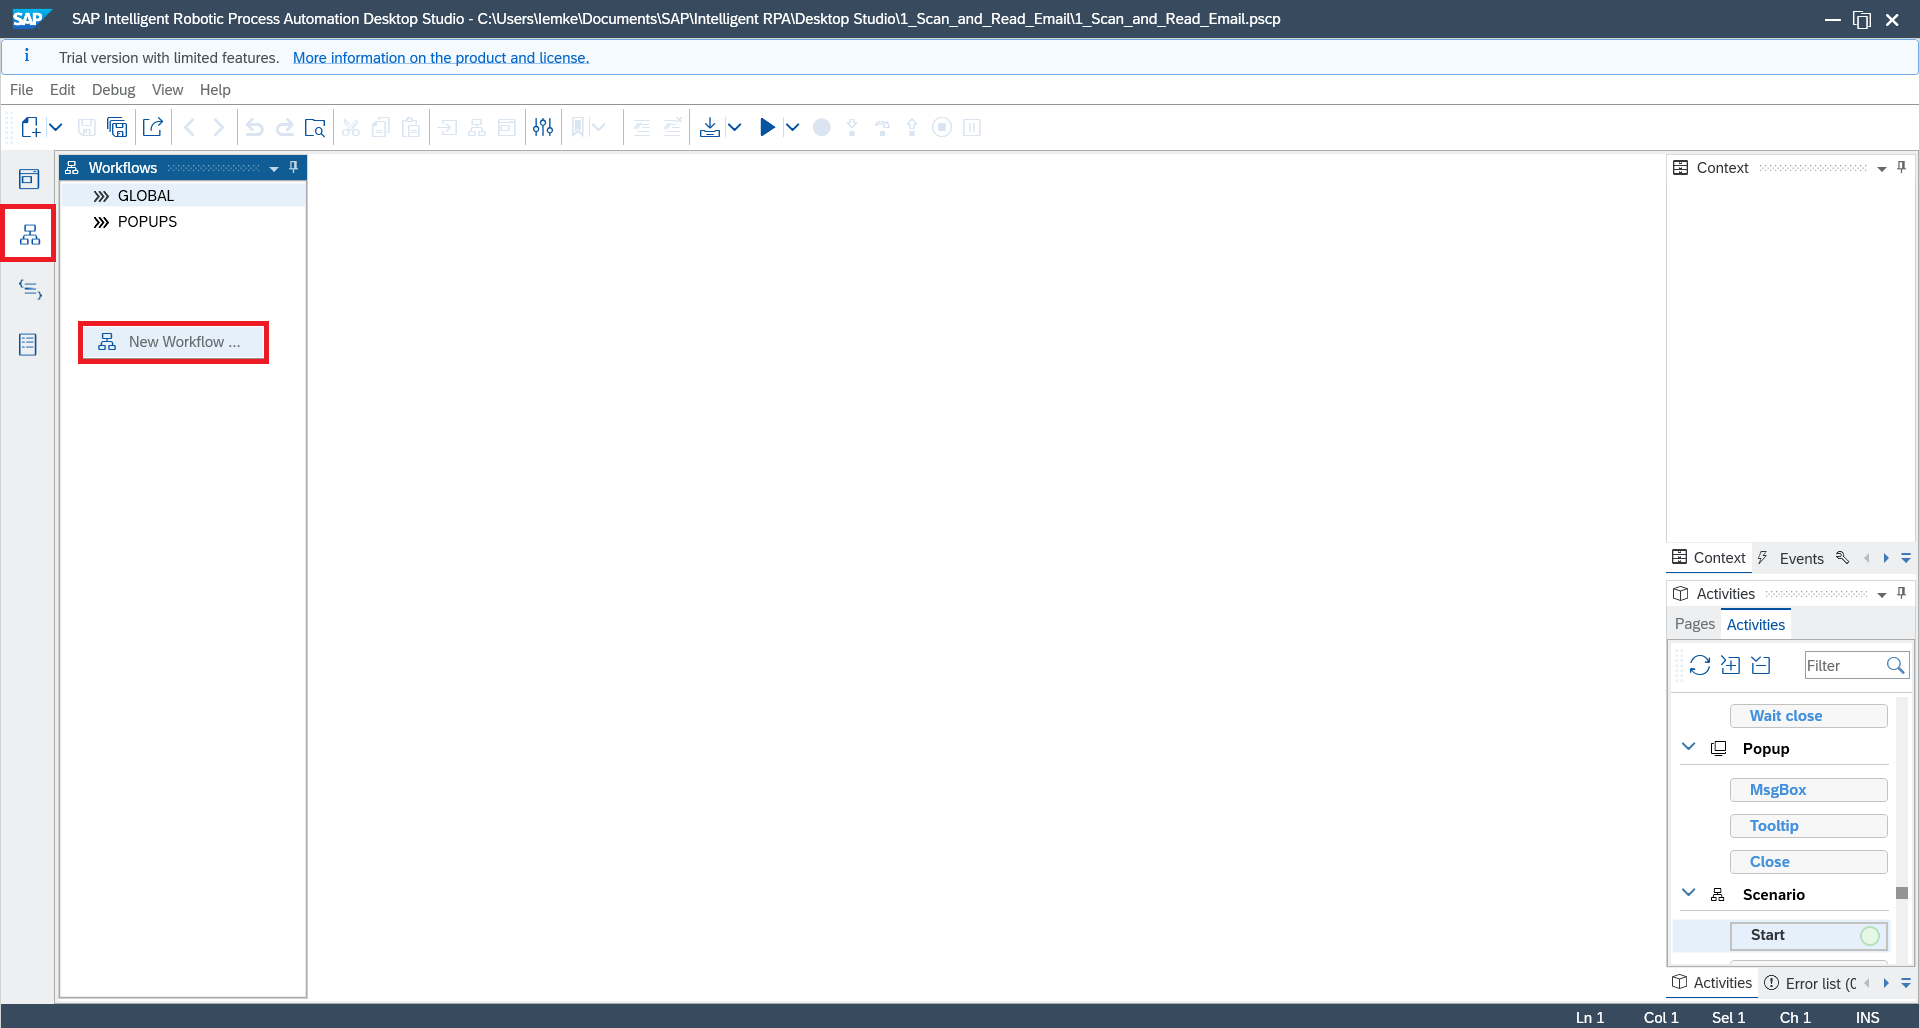 SAP SAP Intelligent Robotic Process Automation Desktop Studio - C:\Users\Iemke\Documents\SAP\Intelligent RPA\Desktop Studio\1_Scan_and_Read_Email\1_Scan_and_Read_Email.pscp
Trial version with limited features. More information on the product and license.
File Edit Debug View Help
Workflows
GLOBAL
POPUPS
New Workflow ...
Context
Context Events
Activities
Pages Activities
Filter
Wait close
Popup
MsgBox
Tooltip
Close
Scenario
Start
Activities Error list (0
Ln 1 Col 1 Sel 1 Ch 1 INS